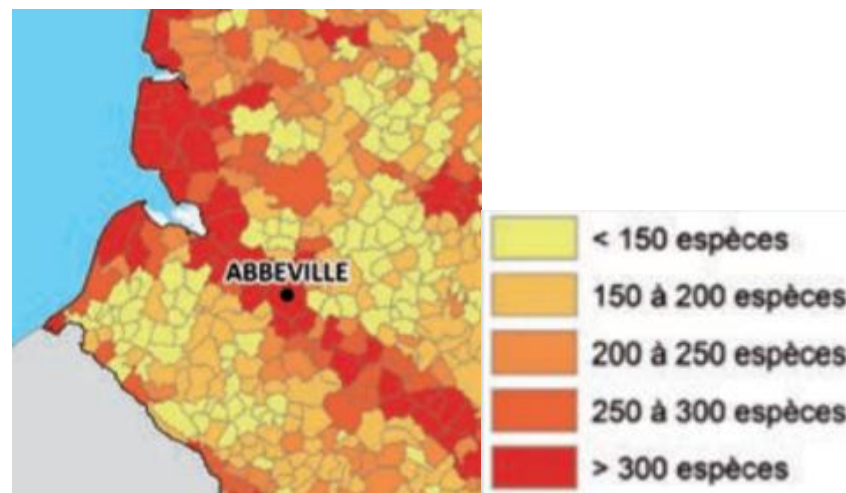 ABBEVILLE
< 150 espèces
150 à 200 espèces
200 à 250 espèces
250 à 300 espèces
> 300 espèces